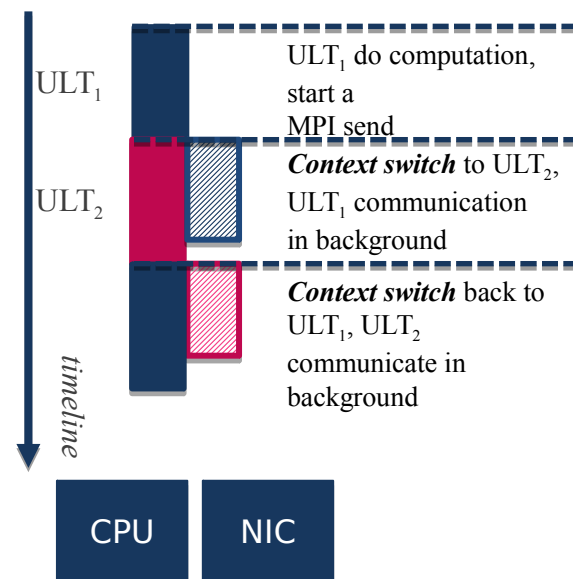 ULT₁
ULT₁ do computation,
start a
MPI send
ULT₂
Context switch to ULT₂,
ULT₁ communication
in background
Context switch back to
ULT₁, ULT₂
communicate in
background
timeline
CPU
NIC